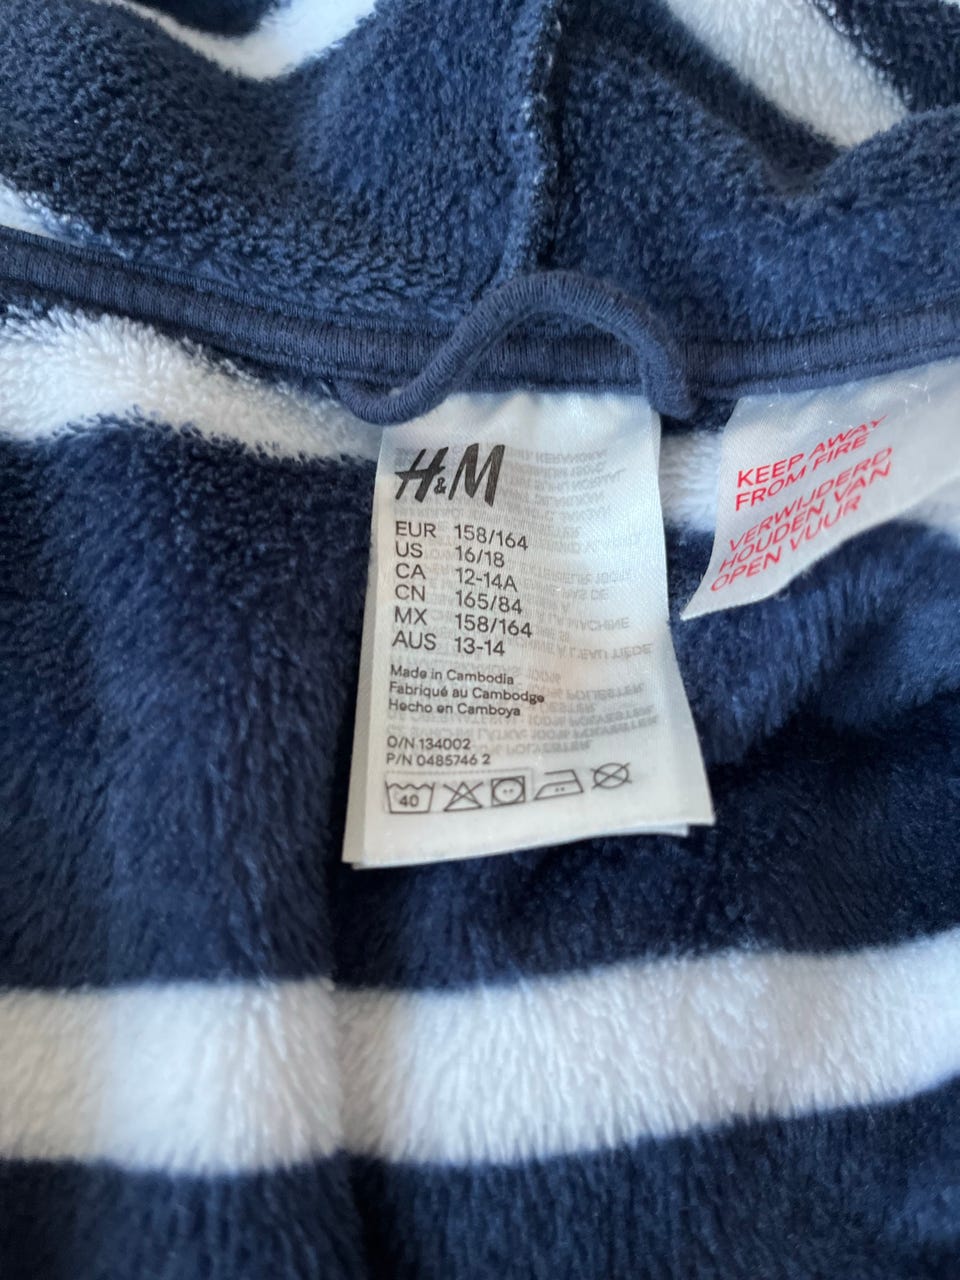 H&M
EUR 158/164
US 16/18
CA 12-14A
CN 165/84
MX 158/164
AUS 13-14
Made in Cambodia
Fabriqué au Cambodge
Hecho en Camboya
O/N 134002
P/N 0485746 2
40
KEEP AWAY
FROM FIRE
VERWIJDERD
HOUDEN VAN
OPEN VUUR